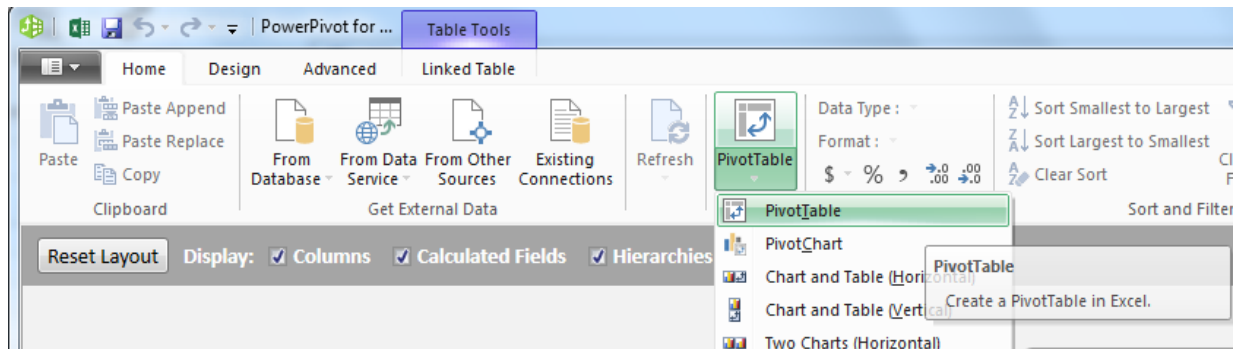 PowerPivot for ...
Table Tools
Home
Design
Advanced
Linked Table
Paste
Paste Append
Paste Replace
Copy
Clipboard
From Database
From Data Service
From Other Sources
Existing Connections
Get External Data
Refresh
PivotTable
Data Type :
Format :
$ % , .00 .00
Sort Smallest to Largest
Sort Largest to Smallest
Clear Sort
Sort and Filter
Reset Layout
Display:
Columns
Calculated Fields
Hierarchies
PivotTable
PivotChart
Chart and Table (Horizontal)
Chart and Table (Vertical)
Two Charts (Horizontal)
PivotTable
Create a PivotTable in Excel.